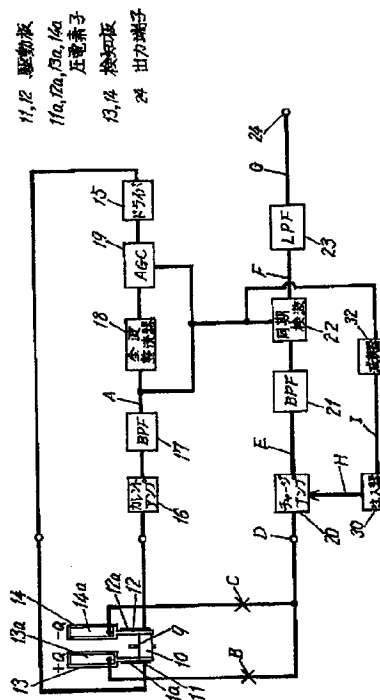 11,12 駆動板
11a,12a,13a,14a
圧電素子
13,14 検知板
24 出力端子
15
ドライバ
19
AGC
18
全波
整流器
A
BPF
17
カレント
アンプ
16
24
G
LPF
23
F
同期
検波
22
減衰器
32
BPF
21
I
E
チャージ
アンプ
20
H
注入器
30
D
C
B
14
-Q
14a
12a
12
13a
+Q
13
9
10
11
11a